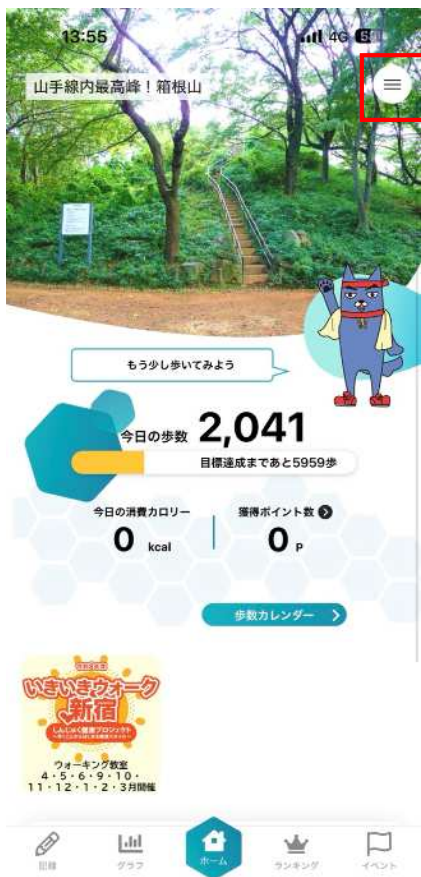 13:55
4G
山手線内最高峰！箱根山
もう少し歩いてみよう
今日の歩数 2,041
目標達成まであと5959歩
今日の消費カロリー
獲得ポイント数
0 kcal
0 P
歩数カレンダー
いきいきウォーク
新宿
しんじゅく健康プロジェクト
ウォーキング教室
4・5・6・9・10・
11・12・1・2・3月開催
記録
グラフ
ホーム
ランキング
イベント